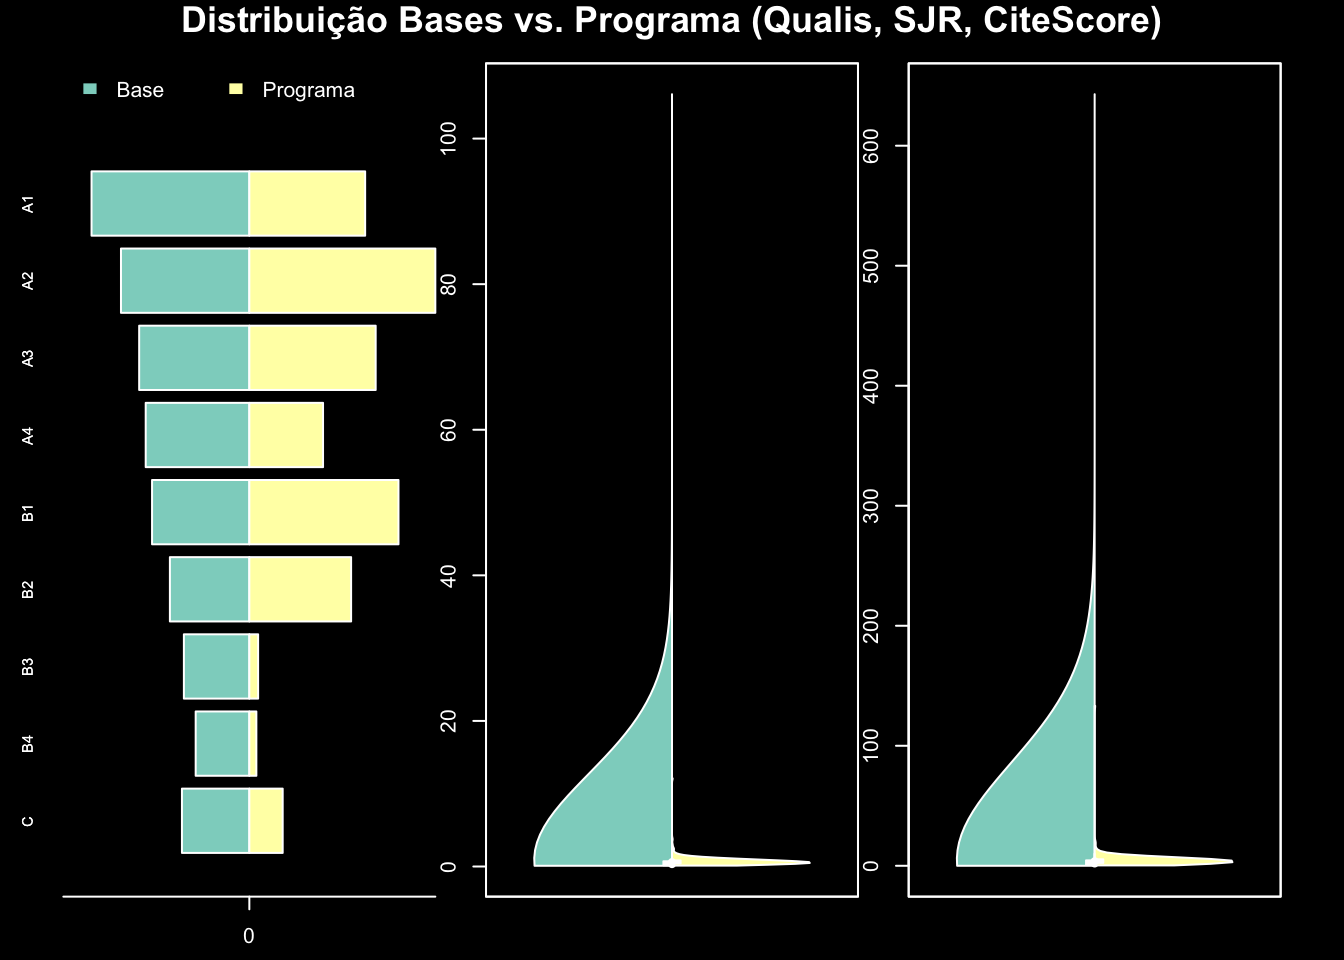 Distribuição Bases vs. Programa (Qualis, SJR, CiteScore)
Base Programa
A1
A2
A3
A4
B1
B2
B3
B4
C
0
100
80
60
40
20
0
600
500
400
300
200
100
0